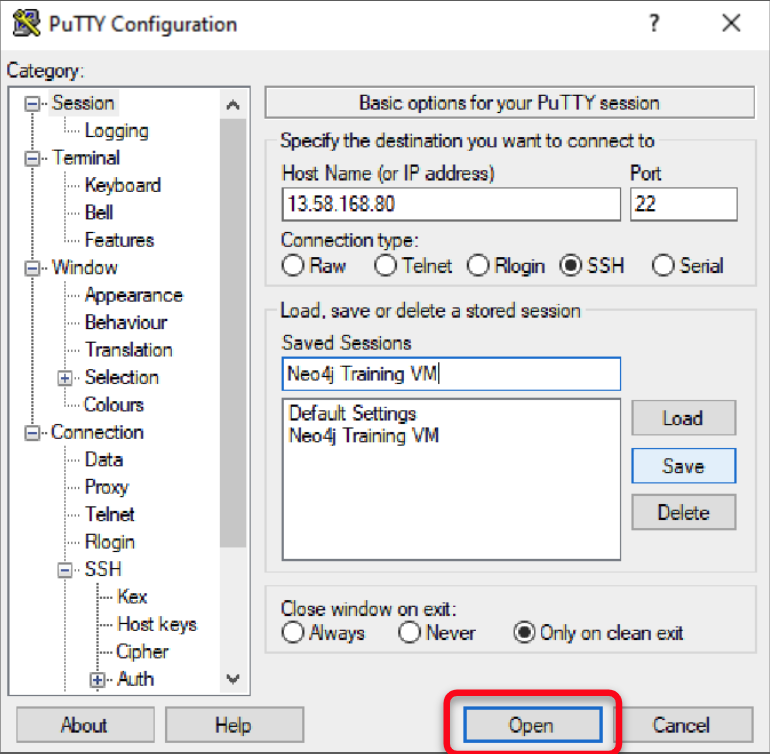 PuTTY Configuration ?
Category:
Session
Logging
Terminal
Keyboard
Bell
Features
Window
Appearance
Behaviour
Translation
Selection
Colours
Connection
Data
Proxy
Telnet
Rlogin
SSH
Kex
Host keys
Cipher
Auth
Basic options for your PuTTY session
Specify the destination you want to connect to
Host Name (or IP address) Port
13.58.168.80 22
Connection type:
Raw Telnet Rlogin SSH Serial
Load, save or delete a stored session
Saved Sessions
Neo4j Training VM
Default Settings
Neo4j Training VM
Load
Save
Delete
Close window on exit:
Always Never Only on clean exit
About Help Open Cancel